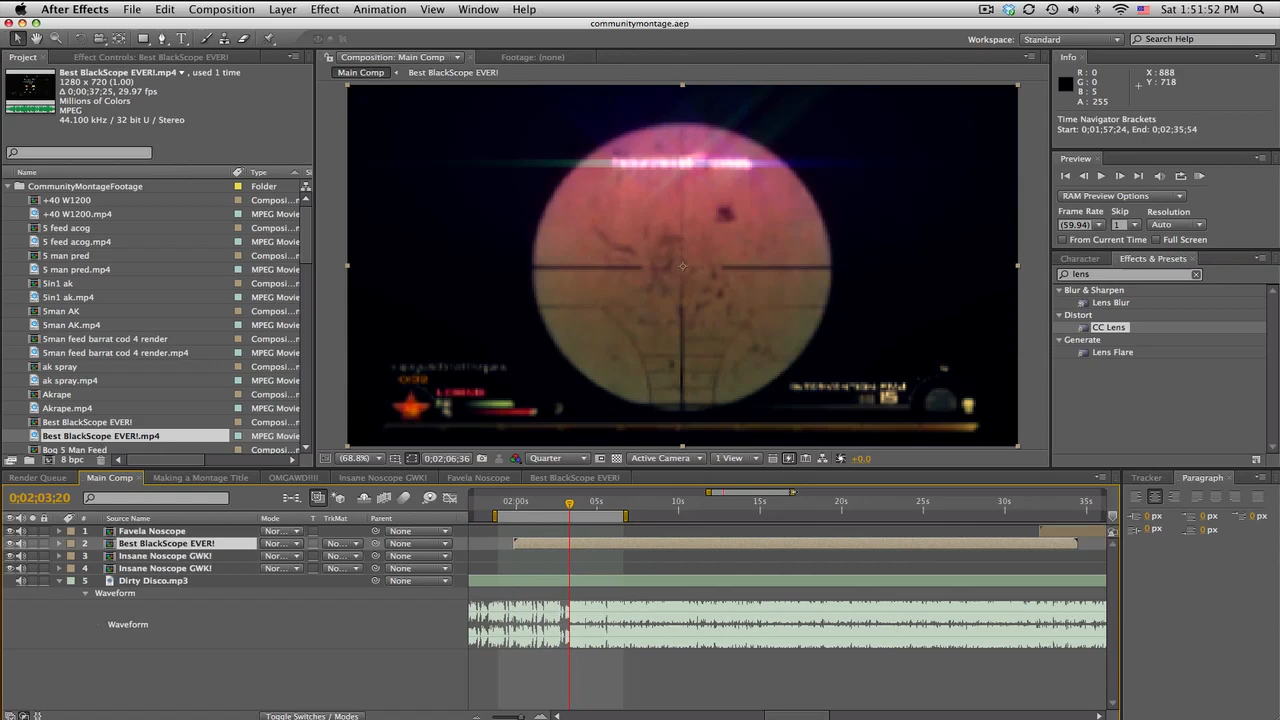 After Effects File Edit Composition Layer Effect Animation View Window Help Sat 1:51:52
communitymontage.aep
Workspace: Standard Search Help
Project Effect Controls: Best BlackScope EVER! Composition: Main Comp Footage: (none) Info
Main Comp Best BlackScope EVER!
Best BlackScope EVER!.mp4 , used 1 time
1280 x 720 (1.00)
Δ 0;00;37;25, 29.97 fps
Millions of Colors
MPEG
44.100 kHz / 32 bit U / Stereo
R : 0 X : 888
G : 0 Y : 718
B : 5
A : 255
Time Navigator Brackets
Start: 0;01;57;24, End: 0;02;35;54
Preview
RAM Preview Options
Frame Rate Skip Resolution
(59.94) 1 Auto
From Current Time Full Screen
Character Effects & Presets
lens
Blur & Sharpen
Lens Blur
Distort
CC Lens
Generate
Lens Flare
Name Type Si
CommunityMontageFootage Folder
+40 W1200 Composi...
+40 W1200.mp4 MPEG Movie
5 feed acog Composi...
5 feed acog.mp4 MPEG Movie
5 man pred Composi...
5 man pred.mp4 MPEG Movie
5in1 ak Composi...
5in1 ak.mp4 MPEG Movie
5man AK Composi...
5man AK.mp4 MPEG Movie
5man feed barrat cod 4 render Composi...
5man feed barrat cod 4 render.mp4 MPEG Movie
ak spray Composi...
ak spray.mp4 MPEG Movie
Akrape Composi...
Akrape.mp4 MPEG Movie
Best BlackScope EVER! Composi...
Best BlackScope EVER!.mp4 MPEG Movie
Bog 5 Man Feed Composi...
8 bpc
(68.8%) 0;02;06;36 Quarter Active Camera 1 View +0.0
Render Queue Main Comp Making a Montage Title OMGAWD!!!! Insane Noscope GWK! Favela Noscope Best BlackScope EVER!
Tracker Paragraph
0;02;03;20
02:00s 05s 10s 15s 20s 25s 30s 35s
0 px 0 px 0 px
0 px 0 px
# Source Name Mode T TrkMat Parent
1 Favela Noscope Nor... None
2 Best BlackScope EVER! Nor... No... None
3 Insane Noscope GWK! Nor... No... None
4 Insane Noscope GWK! Nor... No... None
5 Dirty Disco.mp3 None
Waveform
Waveform
Toggle Switches / Modes